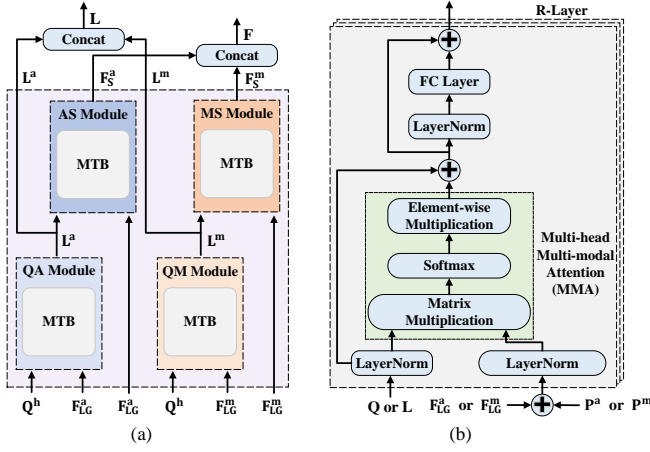 L
F
Concat
Concat
L^a
F_S^a
L^m
F_S^m
AS Module
MS Module
MTB
MTB
L^a
L^m
QA Module
QM Module
MTB
MTB
Q^h
F_LG^a
F_LG^a
Q^h
F_LG^m
F_LG^m
(a)
R-Layer
FC Layer
LayerNorm
Element-wise
Multiplication
Softmax
Matrix
Multiplication
Multi-head
Multi-modal
Attention
(MMA)
LayerNorm
LayerNorm
Q or L
F_LG^a or F_LG^m
P^a or P^m
(b)